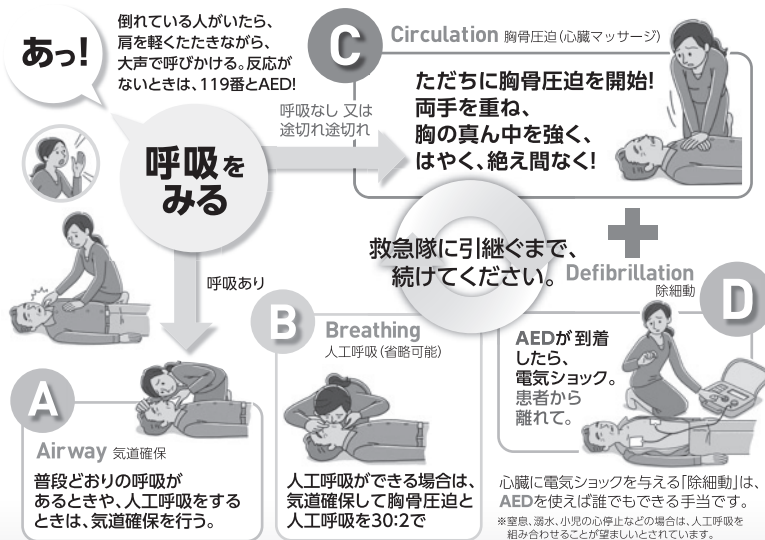 あっ!
倒れている人がいたら、
肩を軽くたたきながら、
大声で呼びかける。反応が
ないときは、119番とAED!
呼吸を
みる
呼吸なし 又は
途切れ途切れ
C
Circulation 胸骨圧迫（心臓マッサージ）
ただちに胸骨圧迫を開始!
両手を重ね、
胸の真ん中を強く、
はやく、絶え間なく!
救急隊に引継ぐまで、
続けてください。
呼吸あり
A
Airway 気道確保
普段どおりの呼吸が
あるときや、人工呼吸をする
ときは、気道確保を行う。
B
Breathing
人工呼吸（省略可能）
人工呼吸ができる場合は、
気道確保して胸骨圧迫と
人工呼吸を30:2で
Defibrillation
除細動
D
AEDが到着
したら、
電気ショック。
患者から
離れて。
心臓に電気ショックを与える「除細動」は、
AEDを使えば誰でもできる手当です。
※窒息、溺水、小児の心停止などの場合は、人工呼吸を
組み合わせることが望ましいとされています。